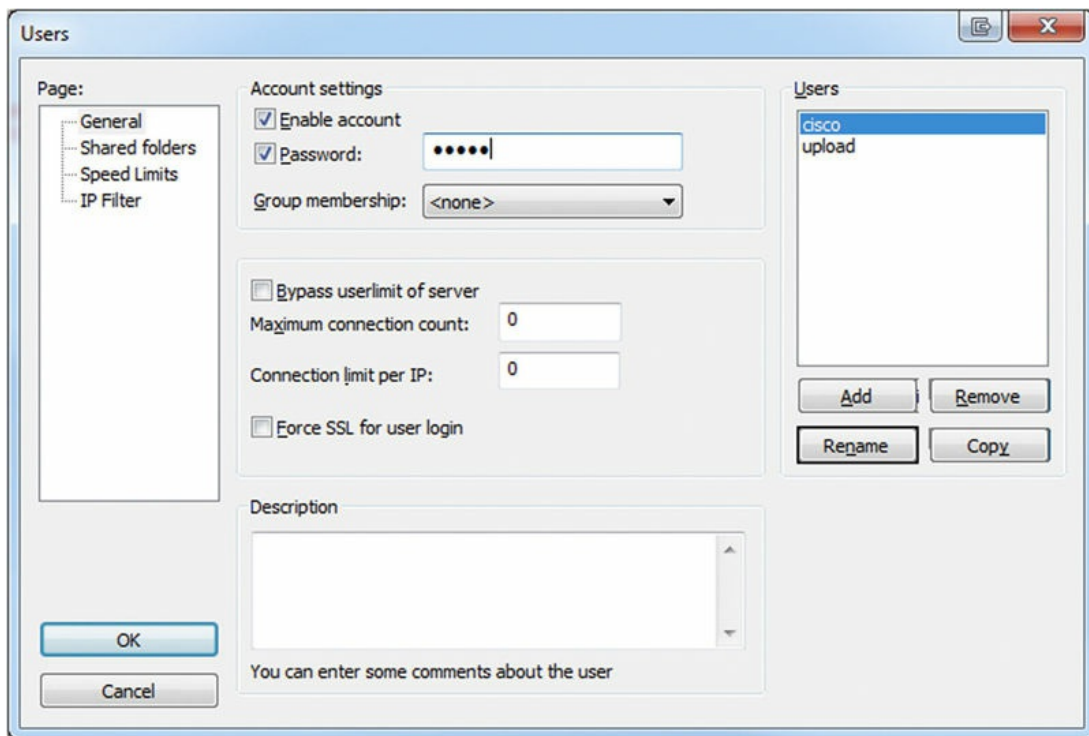 Users
Page:
General
Shared folders
Speed Limits
IP Filter
Account settings
Enable account
Password: •••••
Group membership: <none>
Bypass userlimit of server
Maximum connection count: 0
Connection limit per IP: 0
Force SSL for user login
Description
You can enter some comments about the user
Users
cisco
upload
Add Remove
Rename Copy
OK
Cancel